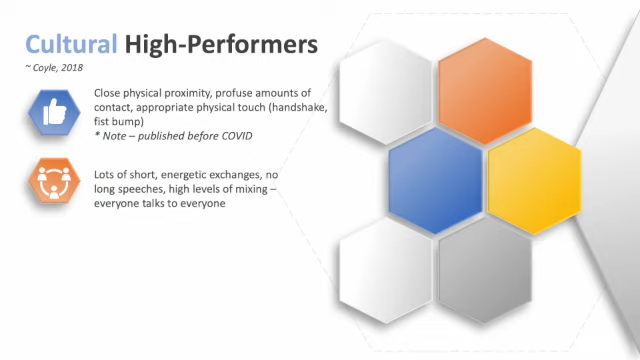 Cultural High-Performers
~ Coyle, 2018
Close physical proximity, profuse amounts of
contact, appropriate physical touch (handshake,
fist bump)
* Note – published before COVID
Lots of short, energetic exchanges, no
long speeches, high levels of mixing –
everyone talks to everyone